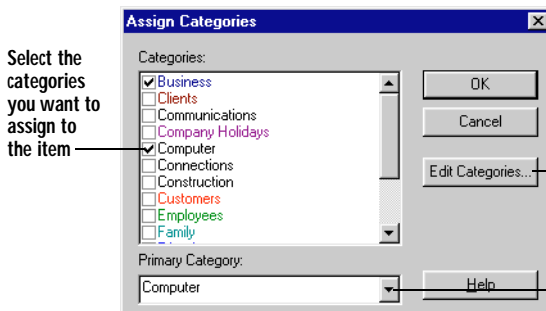 Assign Categories
Select the
categories
you want to
assign to
the item
Categories:
Business
Clients
Communications
Company Holidays
Computer
Connections
Construction
Customers
Employees
Family
OK
Cancel
Edit Categories...
Primary Category:
Computer
Help